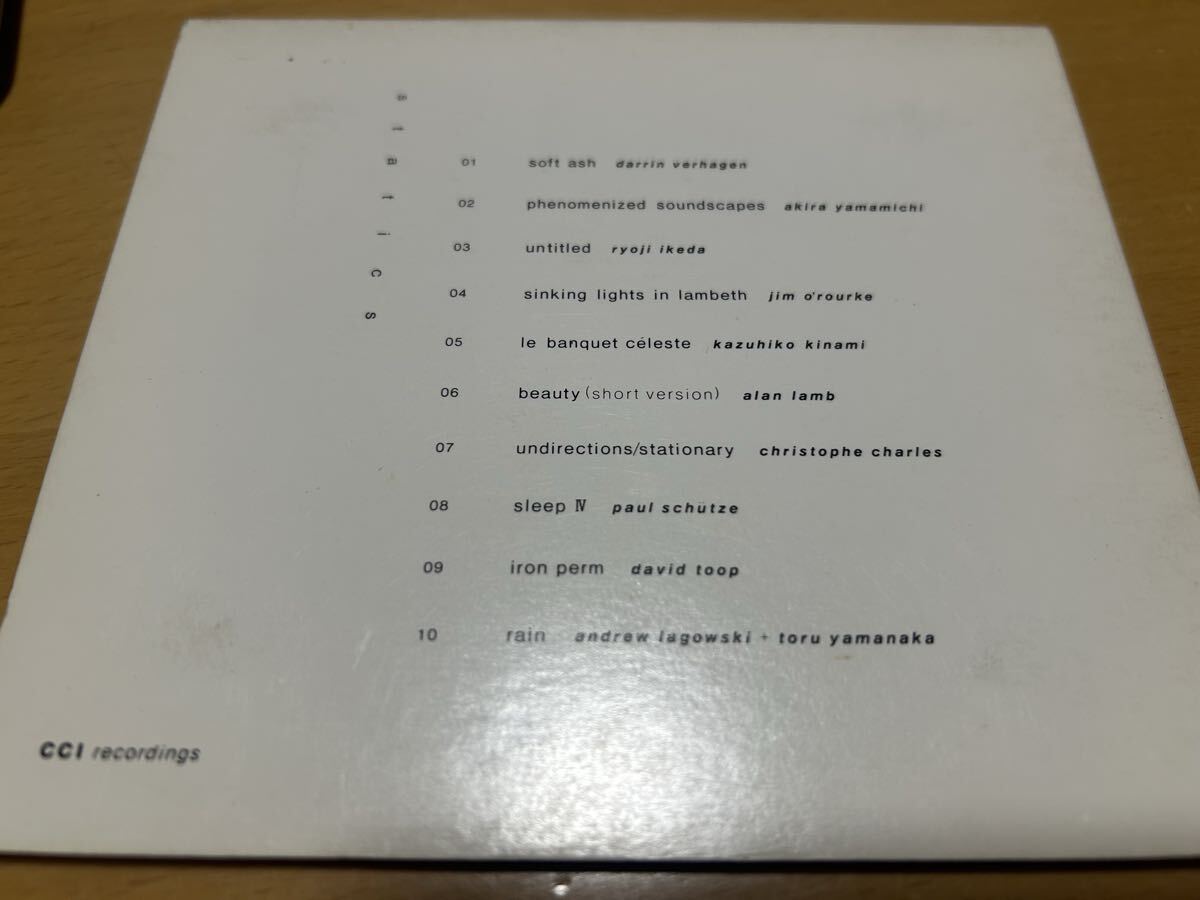 statics
01 soft ash darrin verhagen
02 phenomenized soundscapes akira yamamichi
03 untitled ryoji ikeda
04 sinking lights in lambeth jim o'rourke
05 le banquet céleste kazuhiko kinami
06 beauty (short version) alan lamb
07 undirections/stationary christophe charles
08 sleep Ⅳ paul schütze
09 iron perm david toop
10 rain andrew lagowski + toru yamanaka
CCI recordings